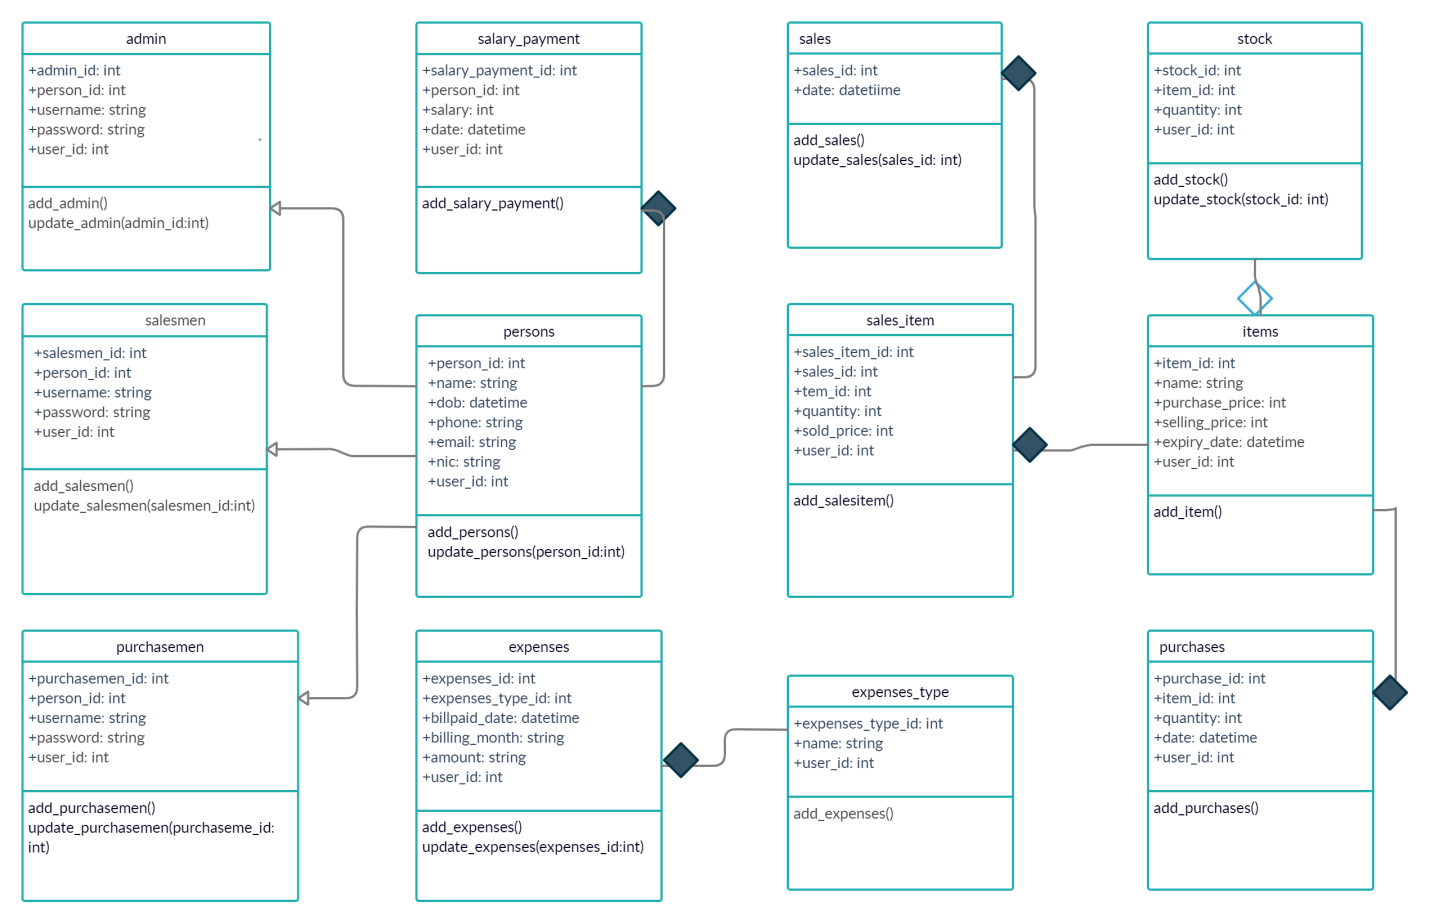 admin
+admin_id: int
+person_id: int
+username: string
+password: string
+user_id: int
add_admin()
update_admin(admin_id:int)
salary_payment
+salary_payment_id: int
+person_id: int
+salary: int
+date: datetime
+user_id: int
add_salary_payment()
sales
+sales_id: int
+date: datetiime
add_sales()
update_sales(sales_id: int)
stock
+stock_id: int
+item_id: int
+quantity: int
+user_id: int
add_stock()
update_stock(stock_id: int)
salesmen
+salesmen_id: int
+person_id: int
+username: string
+password: string
+user_id: int
add_salesmen()
update_salesmen(salesmen_id:int)
persons
+person_id: int
+name: string
+dob: datetime
+phone: string
+email: string
+nic: string
+user_id: int
add_persons()
update_persons(person_id:int)
sales_item
+sales_item_id: int
+sales_id: int
+tem_id: int
+quantity: int
+sold_price: int
+user_id: int
add_salesitem()
items
+item_id: int
+name: string
+purchase_price: int
+selling_price: int
+expiry_date: datetime
+user_id: int
add_item()
purchasemen
+purchasemen_id: int
+person_id: int
+username: string
+password: string
+user_id: int
add_purchasemen()
update_purchasemen(purchaseme_id:
int)
expenses
+expenses_id: int
+expenses_type_id: int
+billpaid_date: datetime
+billing_month: string
+amount: string
+user_id: int
add_expenses()
update_expenses(expenses_id:int)
expenses_type
+expenses_type_id: int
+name: string
+user_id: int
add_expenses()
purchases
+purchase_id: int
+item_id: int
+quantity: int
+date: datetime
+user_id: int
add_purchases()